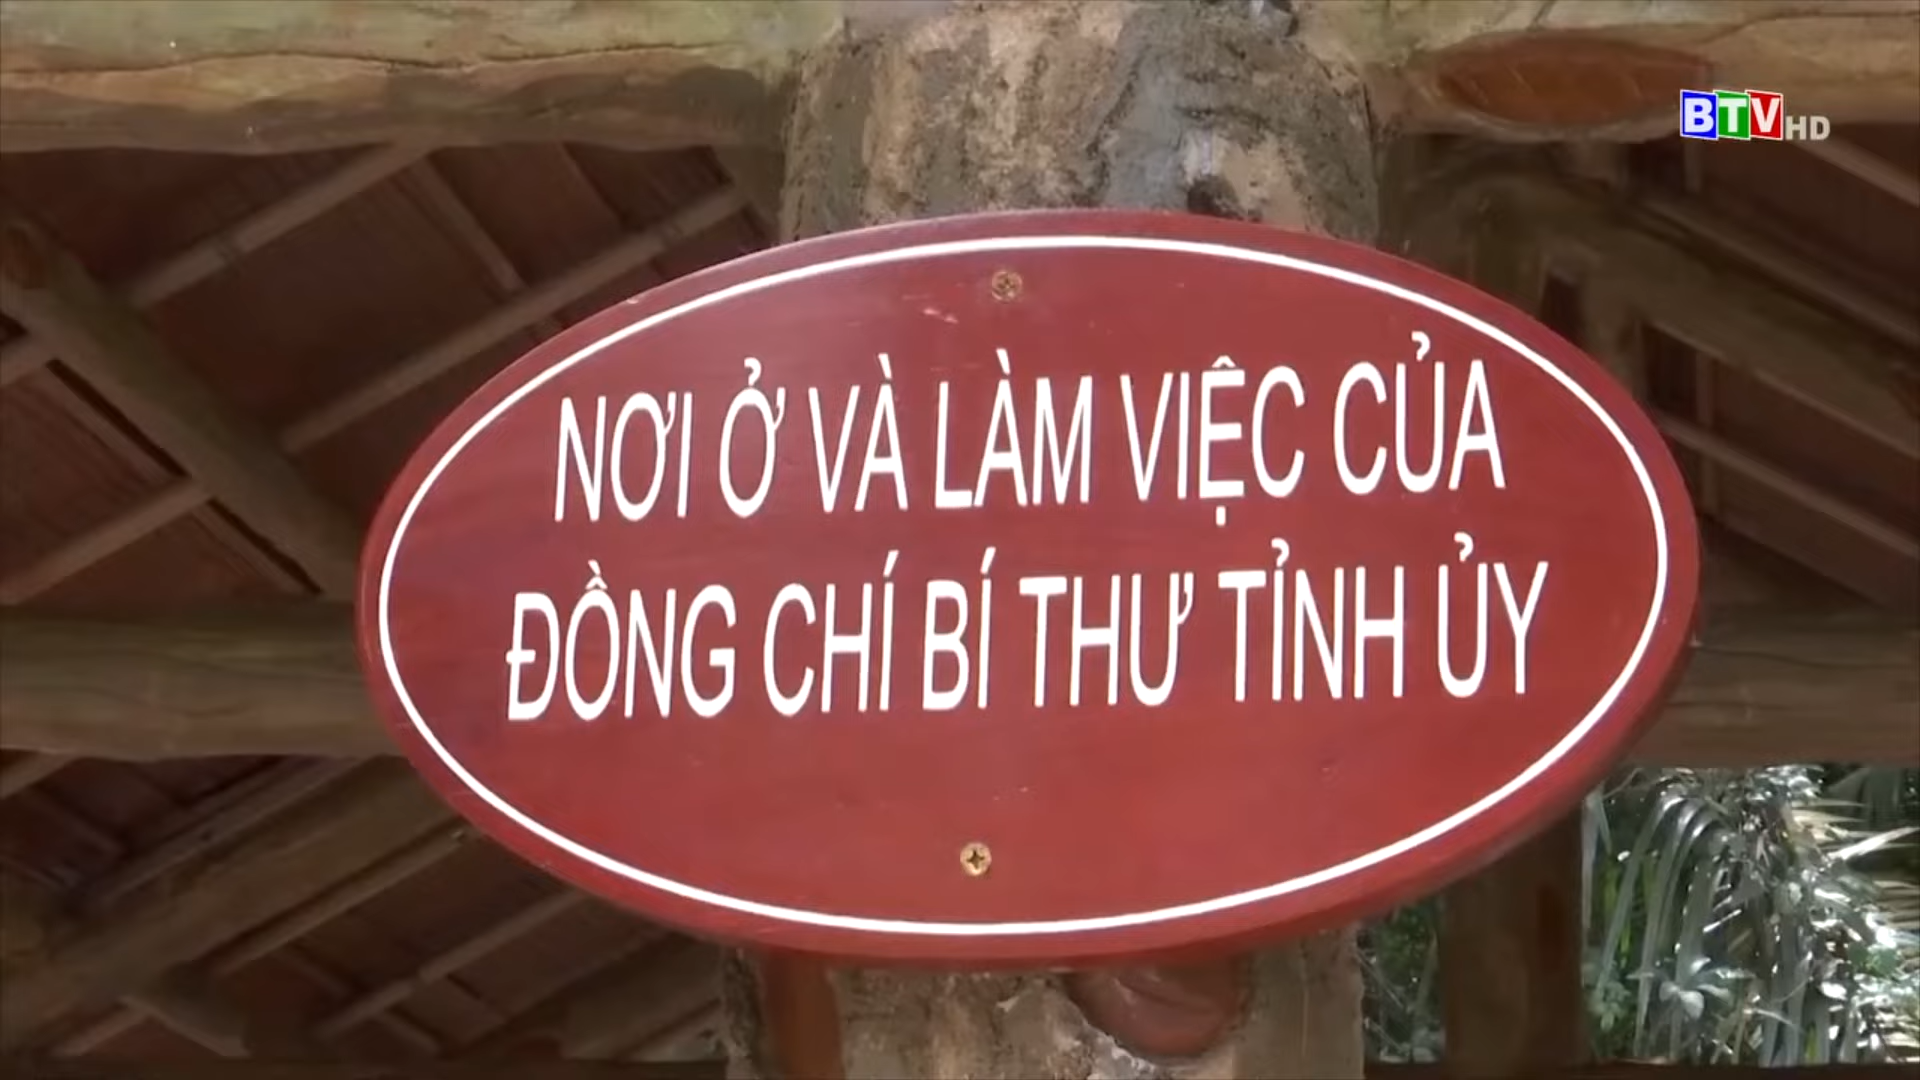 BTV HD
NƠI Ở VÀ LÀM VIỆC CỦA
ĐỒNG CHÍ BÍ THƯ TỈNH ỦY